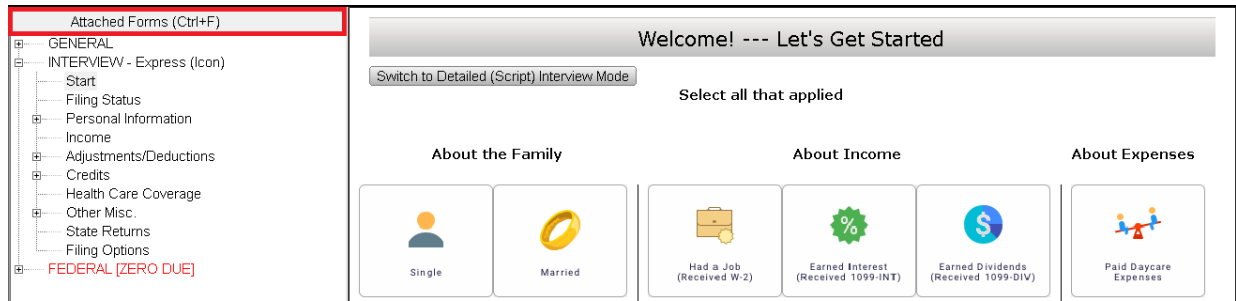 Attached Forms (Ctrl+F)
GENERAL
INTERVIEW - Express (Icon)
Start
Filing Status
Personal Information
Income
Adjustments/Deductions
Credits
Health Care Coverage
Other Misc.
State Returns
Filing Options
FEDERAL [ZERO DUE]
Welcome! --- Let's Get Started
Switch to Detailed (Script) Interview Mode
Select all that applied
About the Family
Single
Married
About Income
Had a Job
(Received W-2)
Earned Interest
(Received 1099-INT)
Earned Dividends
(Received 1099-DIV)
About Expenses
Paid Daycare
Expenses